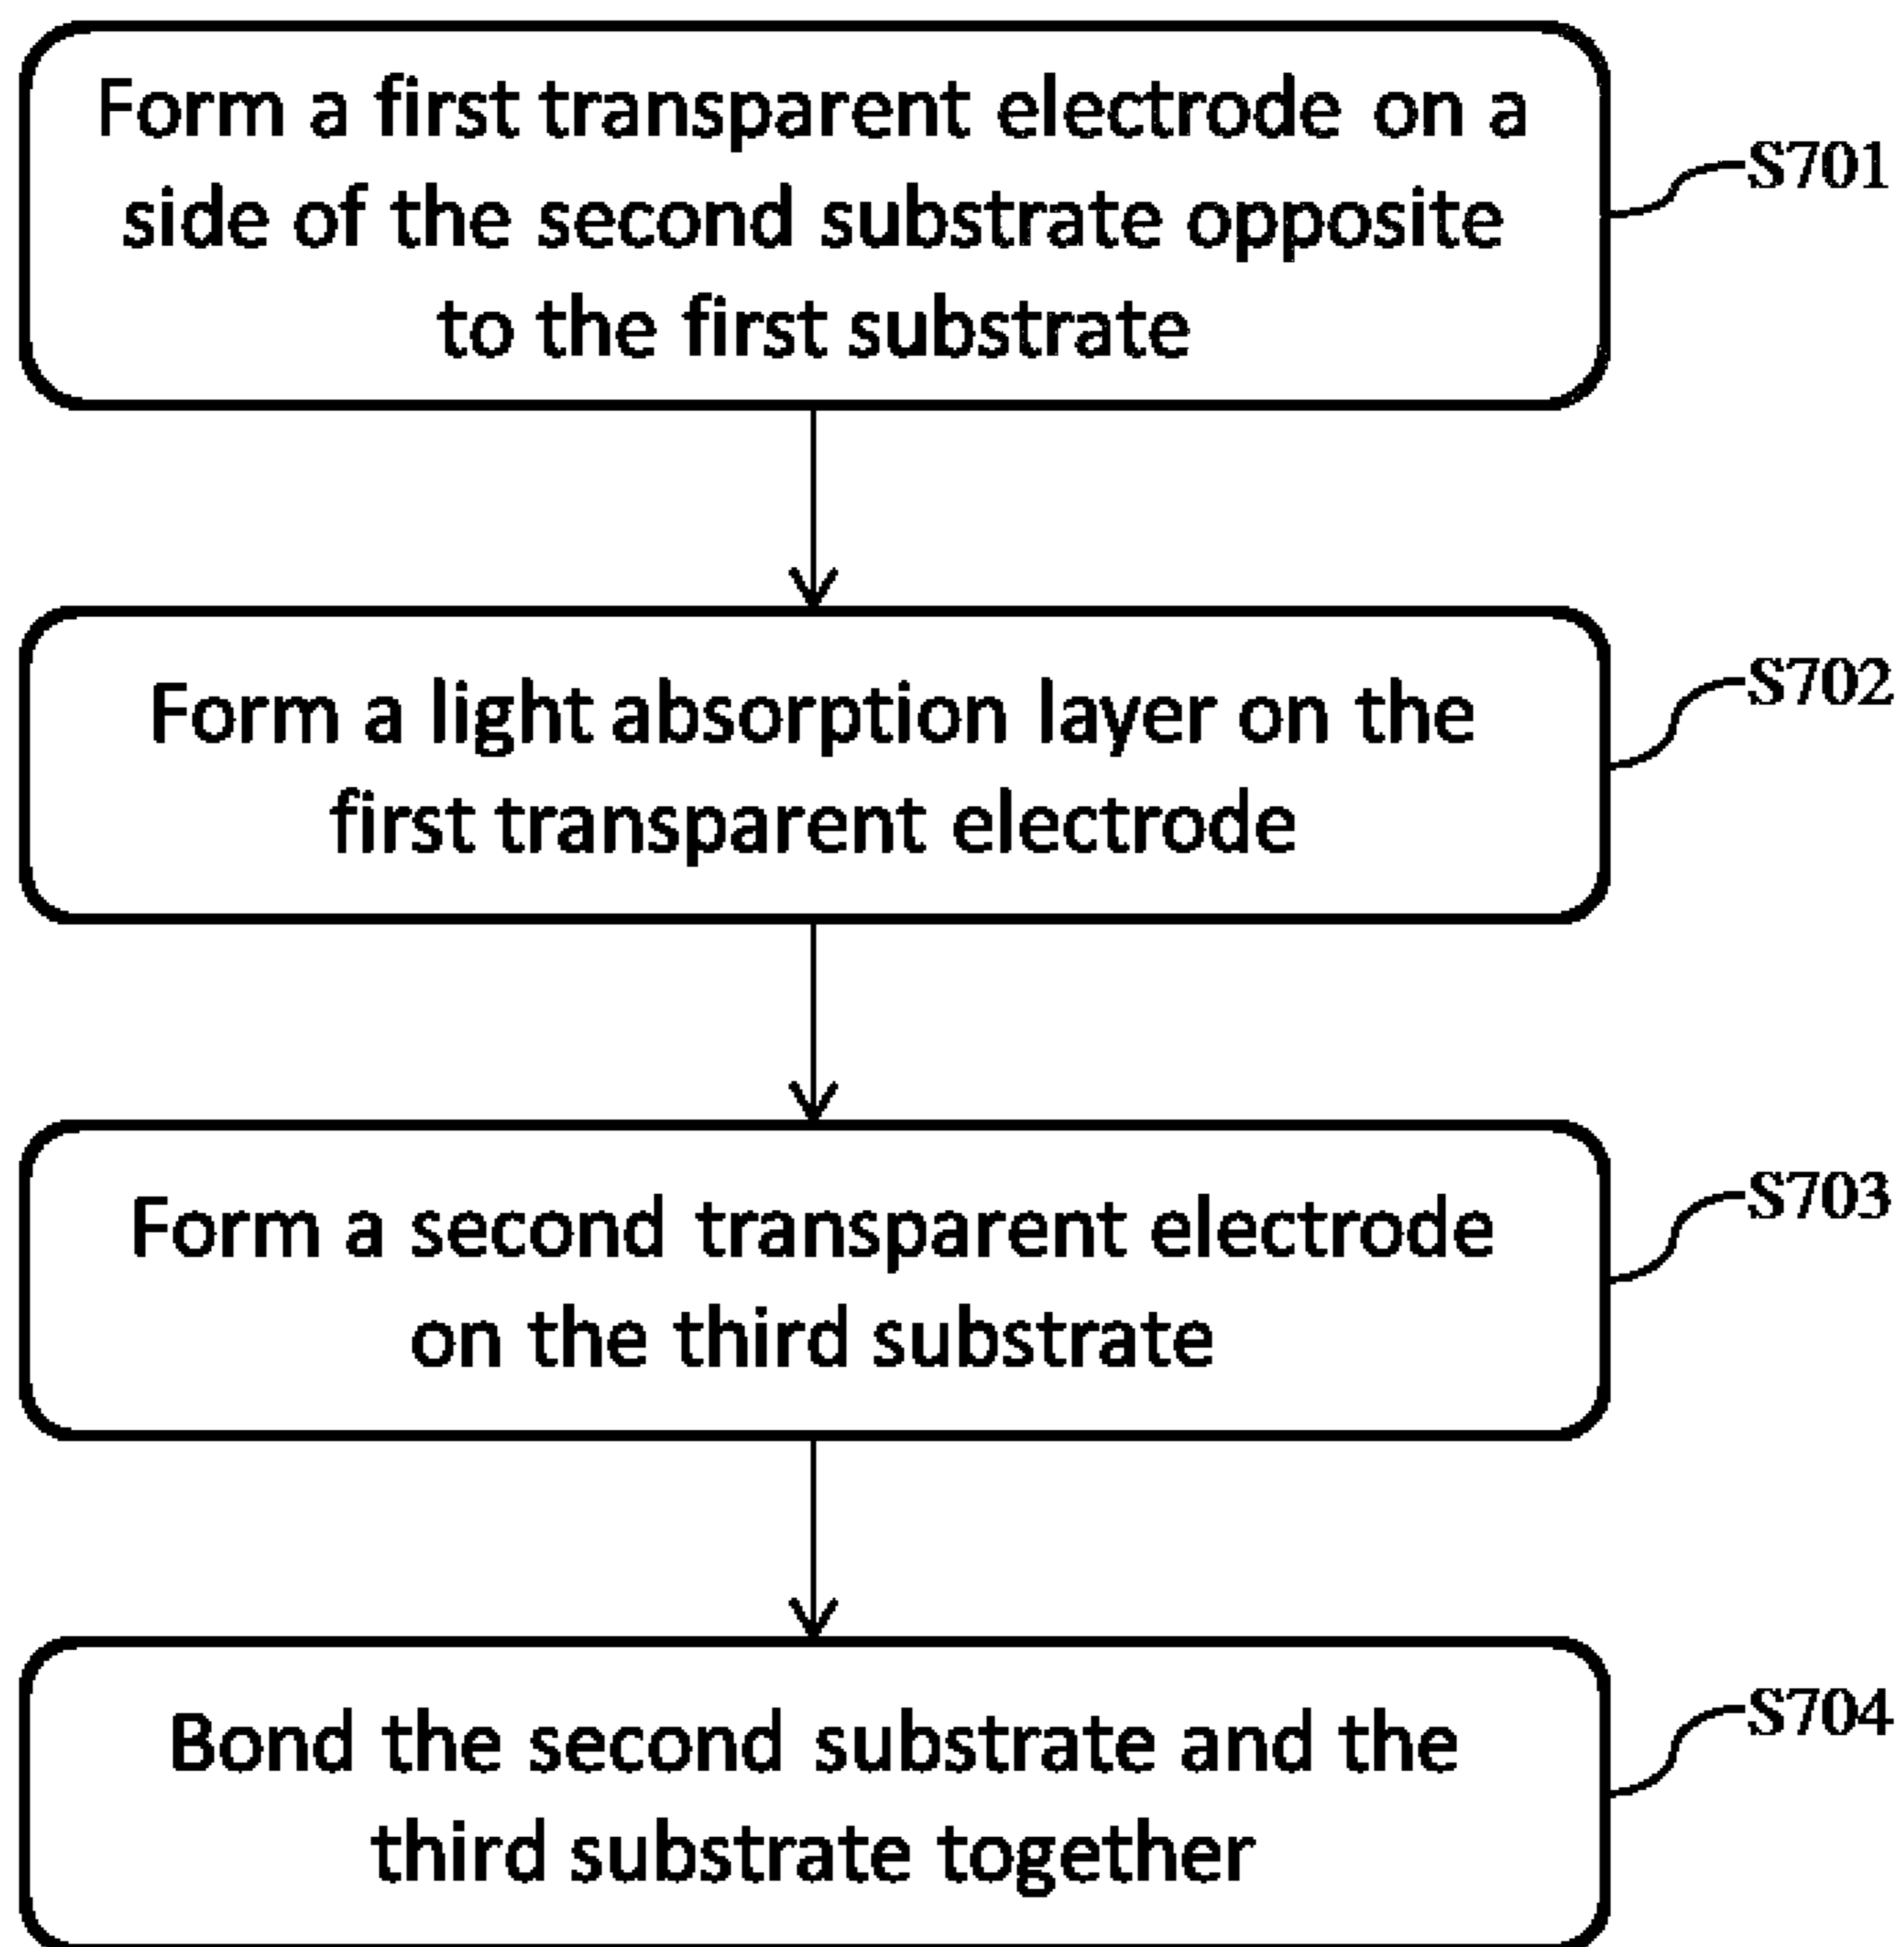 Form a first transparent electrode on a
side of the second substrate opposite
to the first substrate
S701
Form a light absorption layer on the
first transparent electrode
S702
Form a second transparent electrode
on the third substrate
S703
Bond the second substrate and the
third substrate together
S704